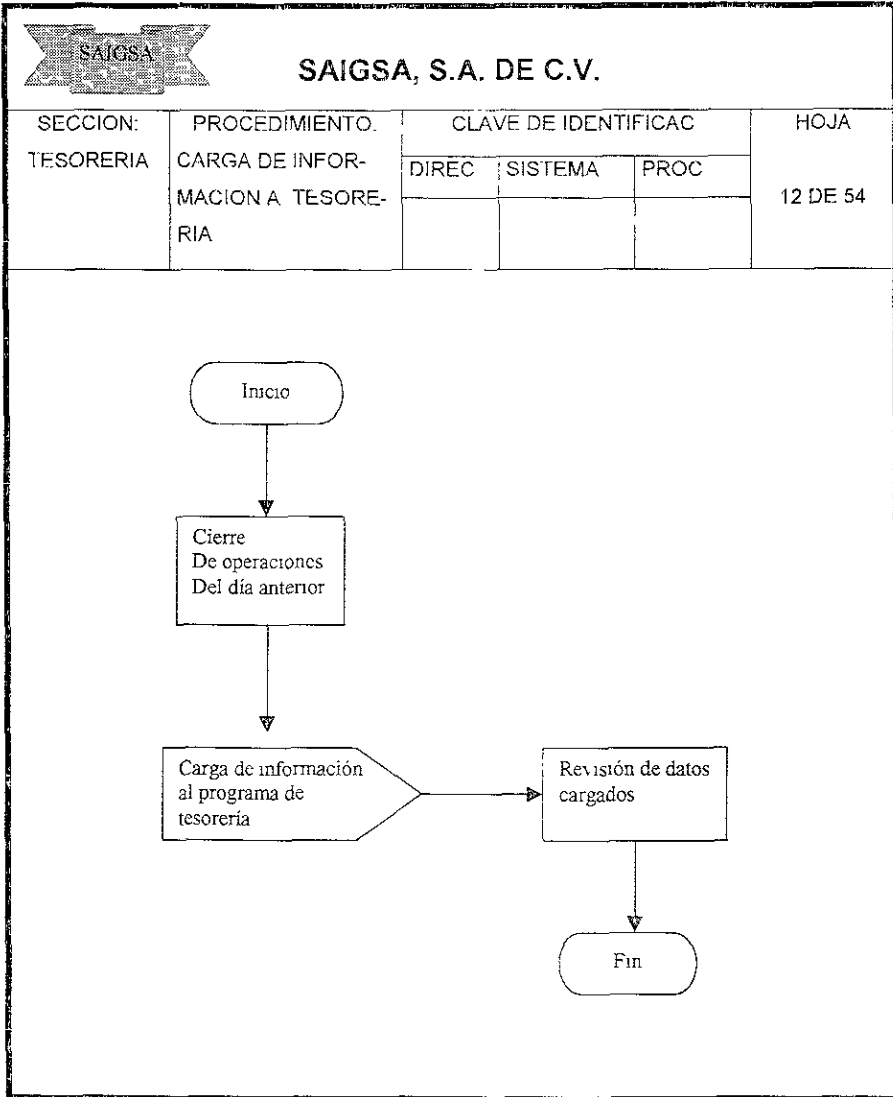 SAIGSA
SAIGSA, S.A. DE C.V.
SECCION:
TESORERIA
PROCEDIMIENTO.
CARGA DE INFOR-
MACION A TESORE-
RIA
CLAVE DE IDENTIFICAC
DIREC
SISTEMA
PROC
HOJA
12 DE 54
Inicio
Cierre
De operaciones
Del día anterior
Carga de información
al programa de
tesorería
Revisión de datos
cargados
Fin